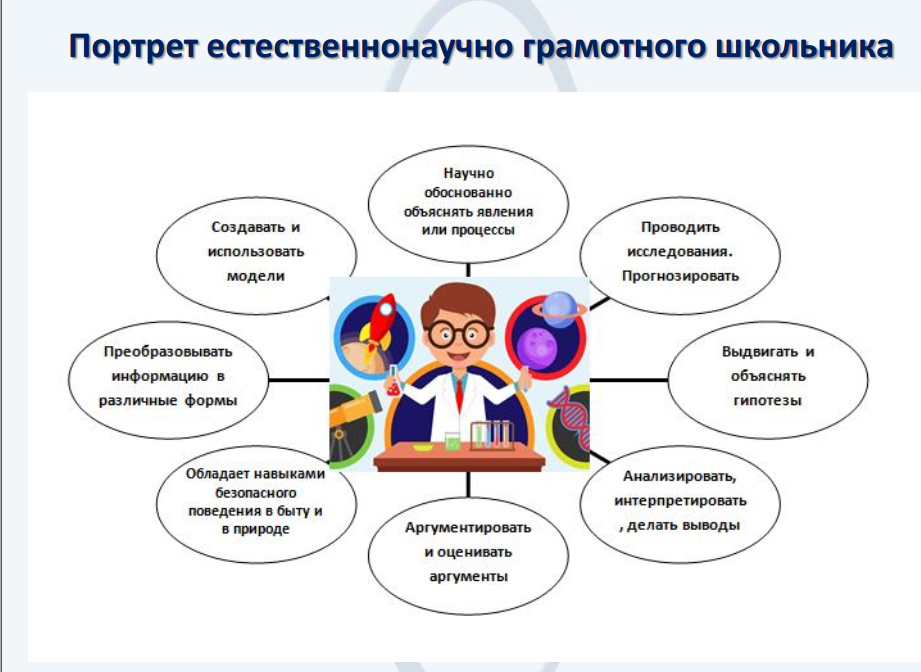 Портрет естественнонаучно грамотного школьника
Научно
обоснованно
объяснять явления
или процессы
Проводить
исследования.
Прогнозировать
Выдвигать и
объяснять
гипотезы
Анализировать,
интерпретировать
, делать выводы
Аргументировать
и оценивать
аргументы
Обладает навыками
безопасного
поведения в быту и
в природе
Преобразовывать
информацию в
различные формы
Создавать и
использовать
модели